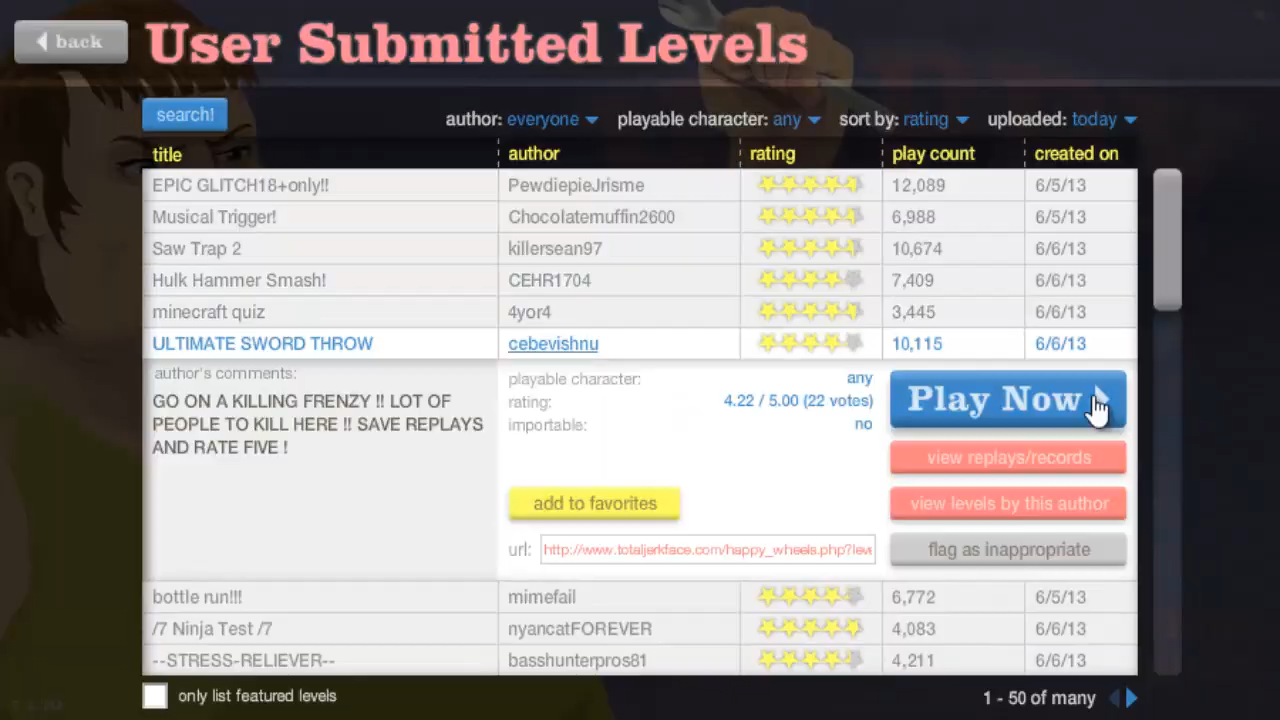 back
User Submitted Levels
search!
author: everyone playable character: any sort by: rating uploaded: today
title author rating play count created on
EPIC GLITCH18+only!! PewdiepieJrisme 12,089 6/5/13
Musical Trigger! Chocolatemuffin2600 6,988 6/5/13
Saw Trap 2 killersean97 10,674 6/6/13
Hulk Hammer Smash! CEHR1704 7,409 6/6/13
minecraft quiz 4yor4 3,445 6/6/13
ULTIMATE SWORD THROW cebevishnu 10,115 6/6/13
author's comments:
GO ON A KILLING FRENZY !! LOT OF
PEOPLE TO KILL HERE !! SAVE REPLAYS
AND RATE FIVE !
playable character: any
rating: 4.22 / 5.00 (22 votes)
importable: no
add to favorites
url: http://www.totaljerkface.com/happy_wheels.php?leve
Play Now
view replays/records
view levels by this author
flag as inappropriate
bottle run!!! mimefail 6,772 6/5/13
/7 Ninja Test /7 nyancatFOREVER 4,083 6/6/13
--STRESS-RELIEVER-- basshunterpros81 4,211 6/6/13
only list featured levels
1 - 50 of many